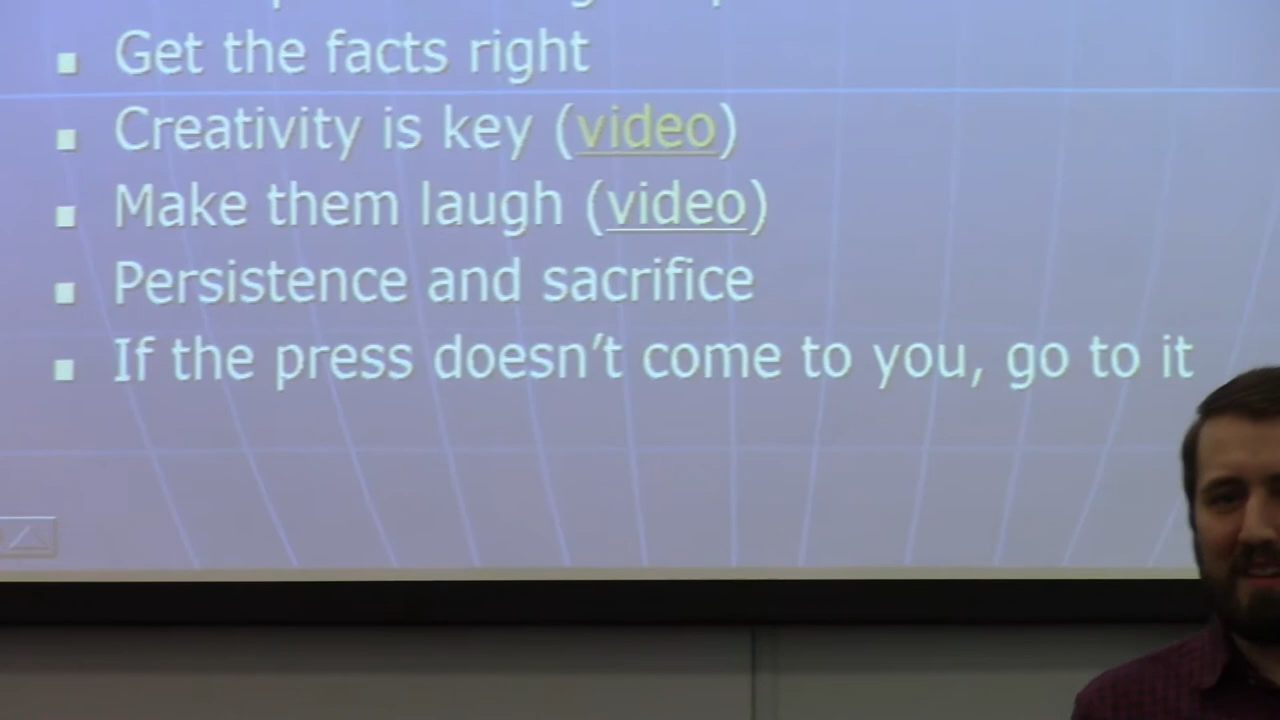 Get the facts right
Creativity is key (video)
Make them laugh (video)
Persistence and sacrifice
If the press doesn't come to you, go to it